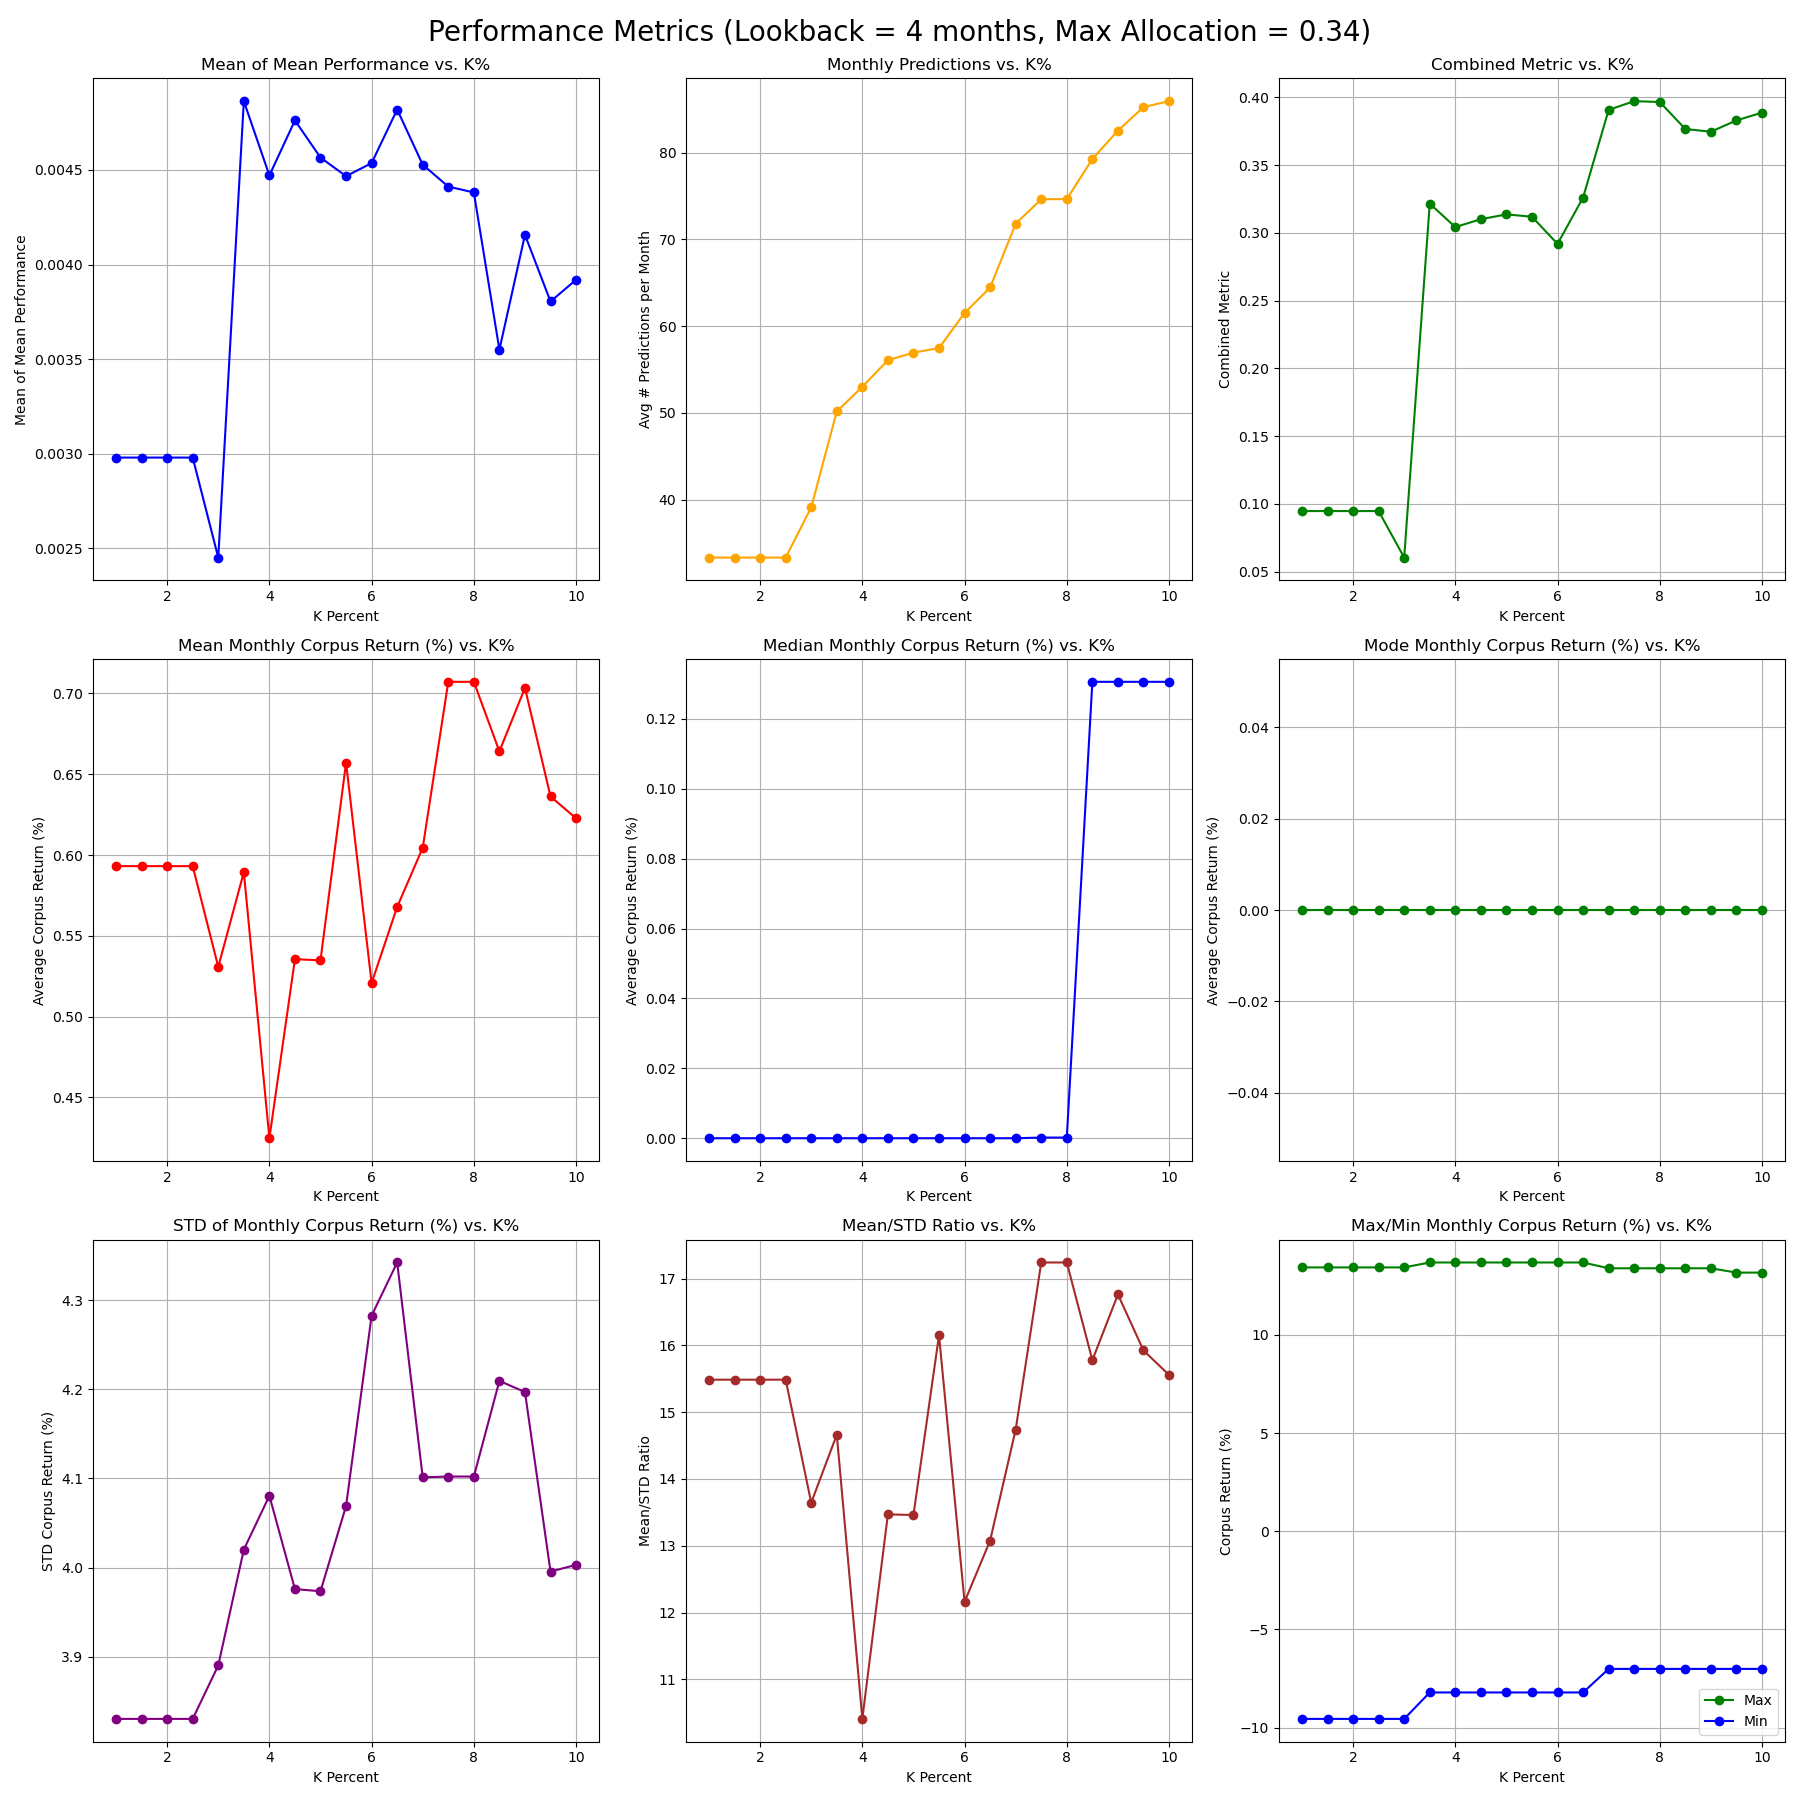 Performance Metrics (Lookback = 4 months, Max Allocation = 0.34)
Mean of Mean Performance vs. K%
Mean of Mean Performance
0.0045
0.0040
0.0035
0.0030
0.0025
2 4 6 8 10
K Percent
Monthly Predictions vs. K%
Avg # Predictions per Month
80
70
60
50
40
2 4 6 8 10
K Percent
Combined Metric vs. K%
Combined Metric
0.40
0.35
0.30
0.25
0.20
0.15
0.10
0.05
2 4 6 8 10
K Percent
Mean Monthly Corpus Return (%) vs. K%
Average Corpus Return (%)
0.70
0.65
0.60
0.55
0.50
0.45
2 4 6 8 10
K Percent
Median Monthly Corpus Return (%) vs. K%
Average Corpus Return (%)
0.12
0.10
0.08
0.06
0.04
0.02
0.00
2 4 6 8 10
K Percent
Mode Monthly Corpus Return (%) vs. K%
Average Corpus Return (%)
0.04
0.02
0.00
−0.02
−0.04
2 4 6 8 10
K Percent
STD of Monthly Corpus Return (%) vs. K%
STD Corpus Return (%)
4.3
4.2
4.1
4.0
3.9
2 4 6 8 10
K Percent
Mean/STD Ratio vs. K%
Mean/STD Ratio
17
16
15
14
13
12
11
2 4 6 8 10
K Percent
Max/Min Monthly Corpus Return (%) vs. K%
Corpus Return (%)
10
5
0
−5
−10
Max
Min
2 4 6 8 10
K Percent